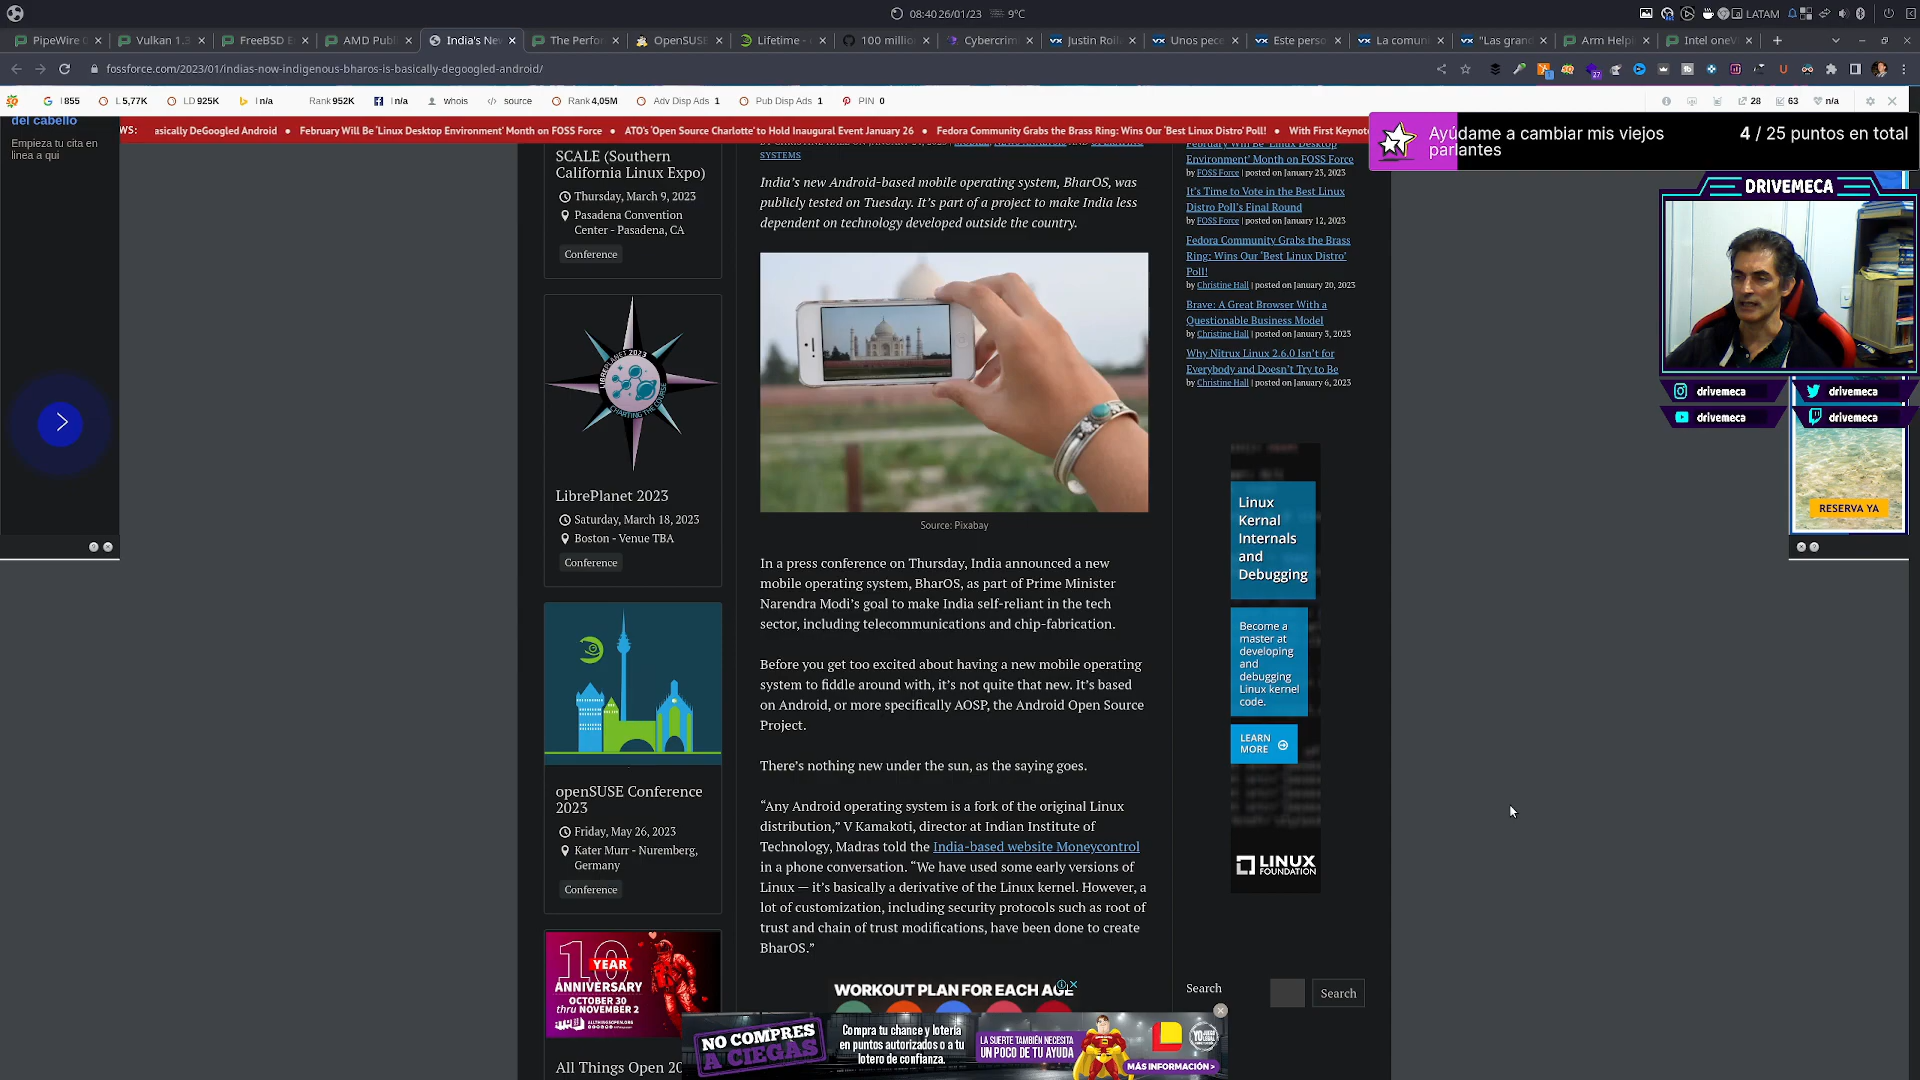 08:40 26/01/23
9°C
LATAM
PipeWire 0
Vulkan 1.3
FreeBSD E
AMD Publ
India's Nev
The Perfo
OpenSUSE
Lifetime -
100 millio
Cybercrim
Justin Roil
Unos pece
Este perso
La comuni
"Las grand
Arm Help
Intel oneV
fossforce.com/2023/01/indias-now-indigenous-bharos-is-basically-degoogled-android/
I 855
L 5,77K
LD 925K
I n/a
Rank 952K
I n/a
whois
source
Rank 4,05M
Adv Disp Ads 1
Pub Disp Ads 1
PIN 0
28
63
n/a
WS:
asically DeGoogled Android
February Will Be 'Linux Desktop Environment' Month on FOSS Force
ATO's 'Open Source Charlotte' to Hold Inaugural Event January 26
Fedora Community Grabs the Brass Ring: Wins Our 'Best Linux Distro' Poll!
With First Keynote
Ayúdame a cambiar mis viejos
parlantes
4 / 25 puntos en total
del cabello
Empieza tu cita en
linea a qui
SCALE (Southern
California Linux Expo)
Thursday, March 9, 2023
Pasadena Convention
Center - Pasadena, CA
Conference
LIBREPLANET 2023
CHARTING THE COURSE
LibrePlanet 2023
Saturday, March 18, 2023
Boston - Venue TBA
Conference
openSUSE Conference
2023
Friday, May 26, 2023
Kater Murr - Nuremberg,
Germany
Conference
10
YEAR
ANNIVERSARY
OCTOBER 30
thru NOVEMBER 2
ALLTHINGSOPEN.ORG
All Things Open 20
SYSTEMS
India's new Android-based mobile operating system, BharOS, was
publicly tested on Tuesday. It's part of a project to make India less
dependent on technology developed outside the country.
Source: Pixabay
In a press conference on Thursday, India announced a new
mobile operating system, BharOS, as part of Prime Minister
Narendra Modi's goal to make India self-reliant in the tech
sector, including telecommunications and chip-fabrication.
Before you get too excited about having a new mobile operating
system to fiddle around with, it's not quite that new. It's based
on Android, or more specifically AOSP, the Android Open Source
Project.
There's nothing new under the sun, as the saying goes.
“Any Android operating system is a fork of the original Linux
distribution,” V Kamakoti, director at Indian Institute of
Technology, Madras told the India-based website Moneycontrol
in a phone conversation. “We have used some early versions of
Linux — it's basically a derivative of the Linux kernel. However, a
lot of customization, including security protocols such as root of
trust and chain of trust modifications, have been done to create
BharOS.”
WORKOUT PLAN FOR EACH AGE
February Will Be 'Linux Desktop
Environment' Month on FOSS Force
by FOSS Force | posted on January 23, 2023
It's Time to Vote in the Best Linux
Distro Poll's Final Round
by FOSS Force | posted on January 12, 2023
Fedora Community Grabs the Brass
Ring: Wins Our 'Best Linux Distro'
Poll!
by Christine Hall | posted on January 20, 2023
Brave: A Great Browser With a
Questionable Business Model
by Christine Hall | posted on January 3, 2023
Why Nitrux Linux 2.6.0 Isn't for
Everybody and Doesn't Try to Be
by Christine Hall | posted on January 6, 2023
Linux
Kernal
Internals
and
Debugging
Become a
master at
developing
and
debugging
Linux kernel
code.
LEARN
MORE
LINUX
FOUNDATION
Search
Search
DRIVEMECA
drivemeca
drivemeca
drivemeca
drivemeca
RESERVA YA
NO COMPRES
A CIEGAS
Compra tu chance y lotería
en puntos autorizados o a tu
lotero de confianza.
LA SUERTE TAMBIÉN NECESITA
UN POCO DE TU AYUDA
MÁS INFORMACIÓN >